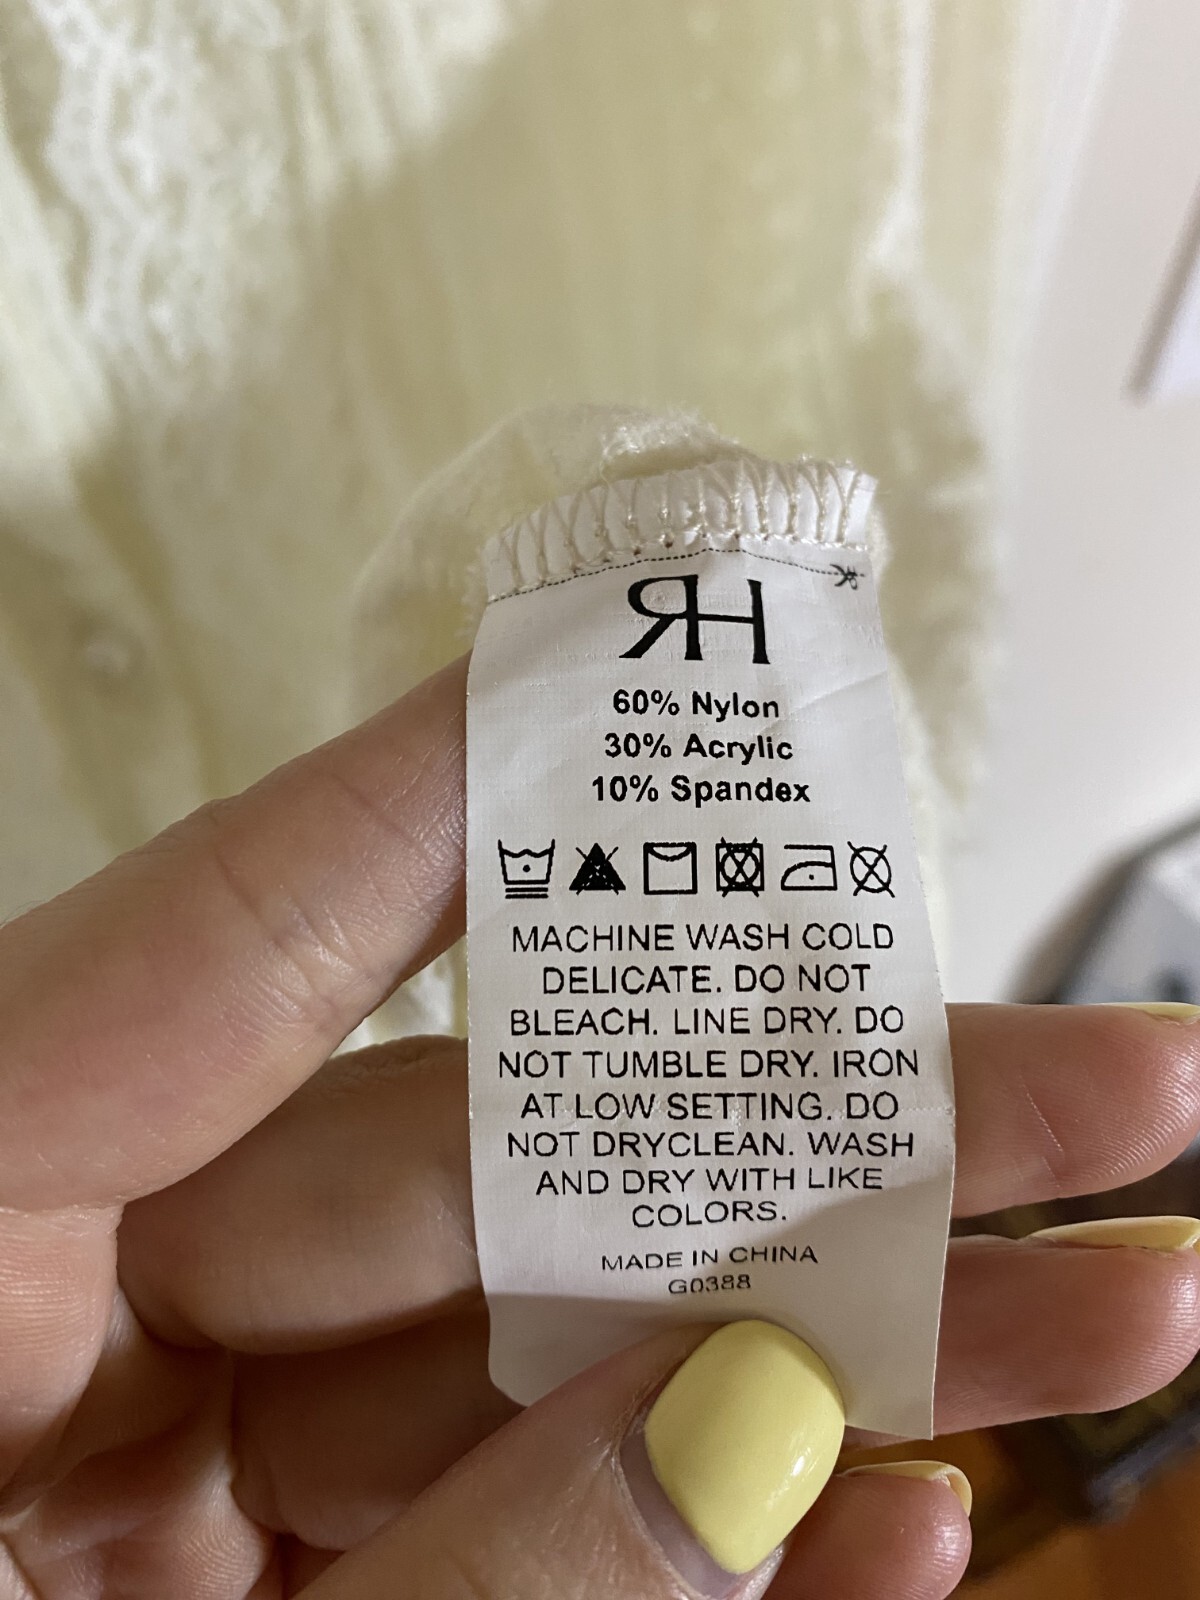 RH
60% Nylon
30% Acrylic
10% Spandex
MACHINE WASH COLD
DELICATE. DO NOT
BLEACH. LINE DRY. DO
NOT TUMBLE DRY. IRON
AT LOW SETTING. DO
NOT DRYCLEAN. WASH
AND DRY WITH LIKE
COLORS.
MADE IN CHINA
G0388